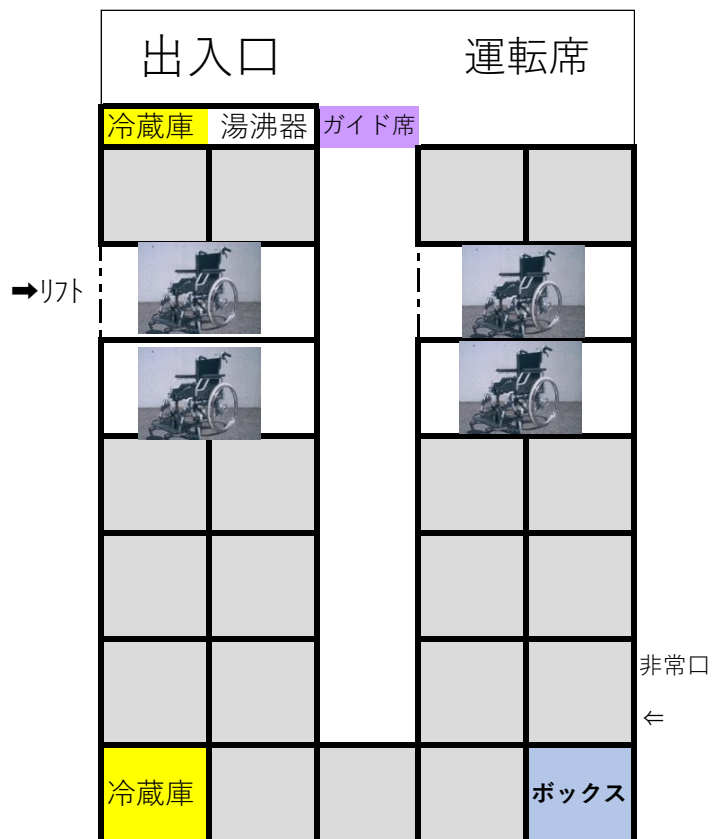 出入口 運転席
冷蔵庫 湯沸器 ガイド席
➡リフト
非常口
⇐
冷蔵庫 ボックス